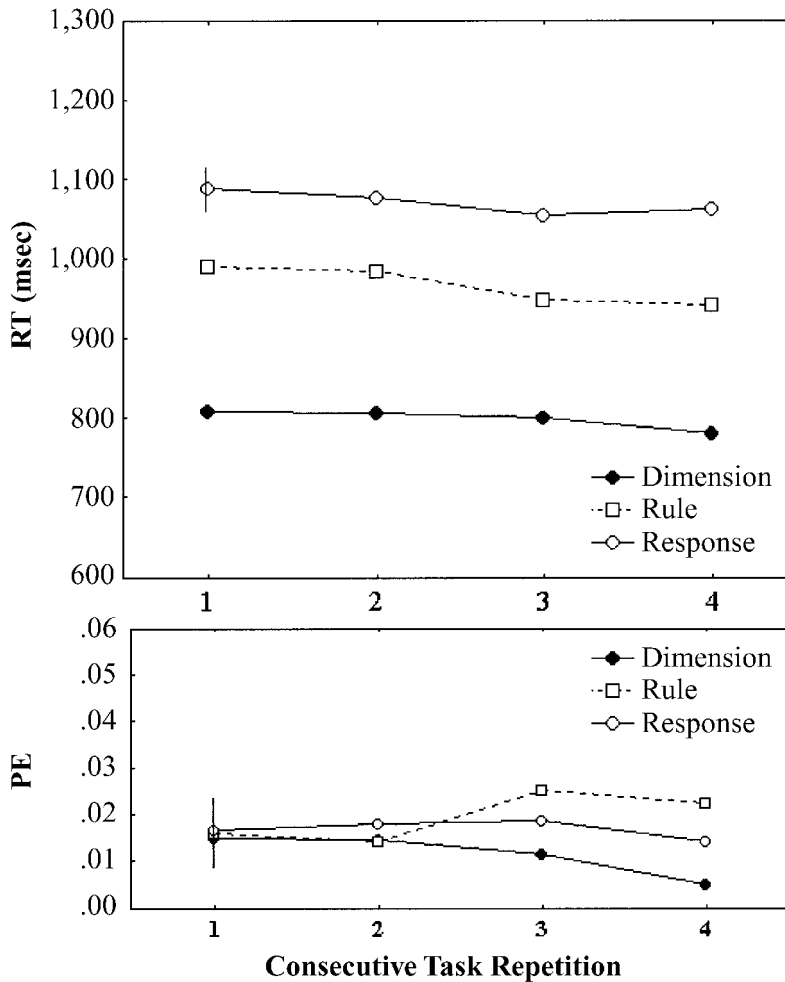 1,300
1,200
1,100
1,000
900
800
700
600
RT (msec)
Dimension
Rule
Response
1 2 3 4
.06
.05
.04
.03
.02
.01
.00
PE
Dimension
Rule
Response
1 2 3 4
Consecutive Task Repetition